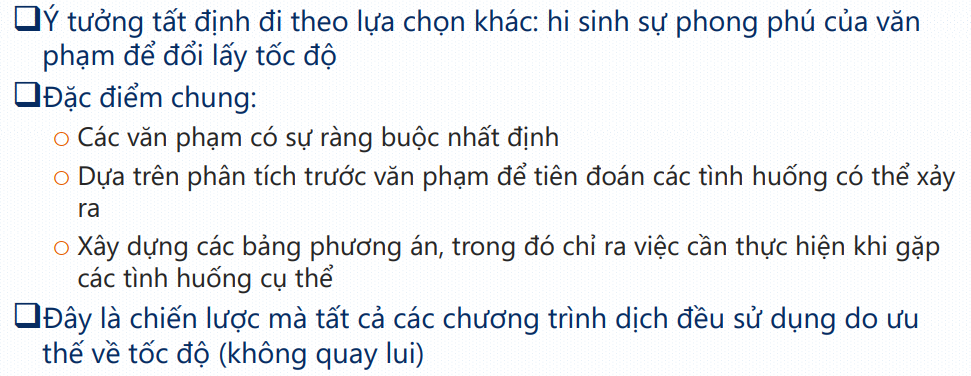 Ý tưởng tất định đi theo lựa chọn khác: hi sinh sự phong phú của văn
phạm để đổi lấy tốc độ
Đặc điểm chung:
Các văn phạm có sự ràng buộc nhất định
Dựa trên phân tích trước văn phạm để tiên đoán các tình huống có thể xảy
ra
Xây dựng các bảng phương án, trong đó chỉ ra việc cần thực hiện khi gặp
các tình huống cụ thể
Đây là chiến lược mà tất cả các chương trình dịch đều sử dụng do ưu
thế về tốc độ (không quay lui)